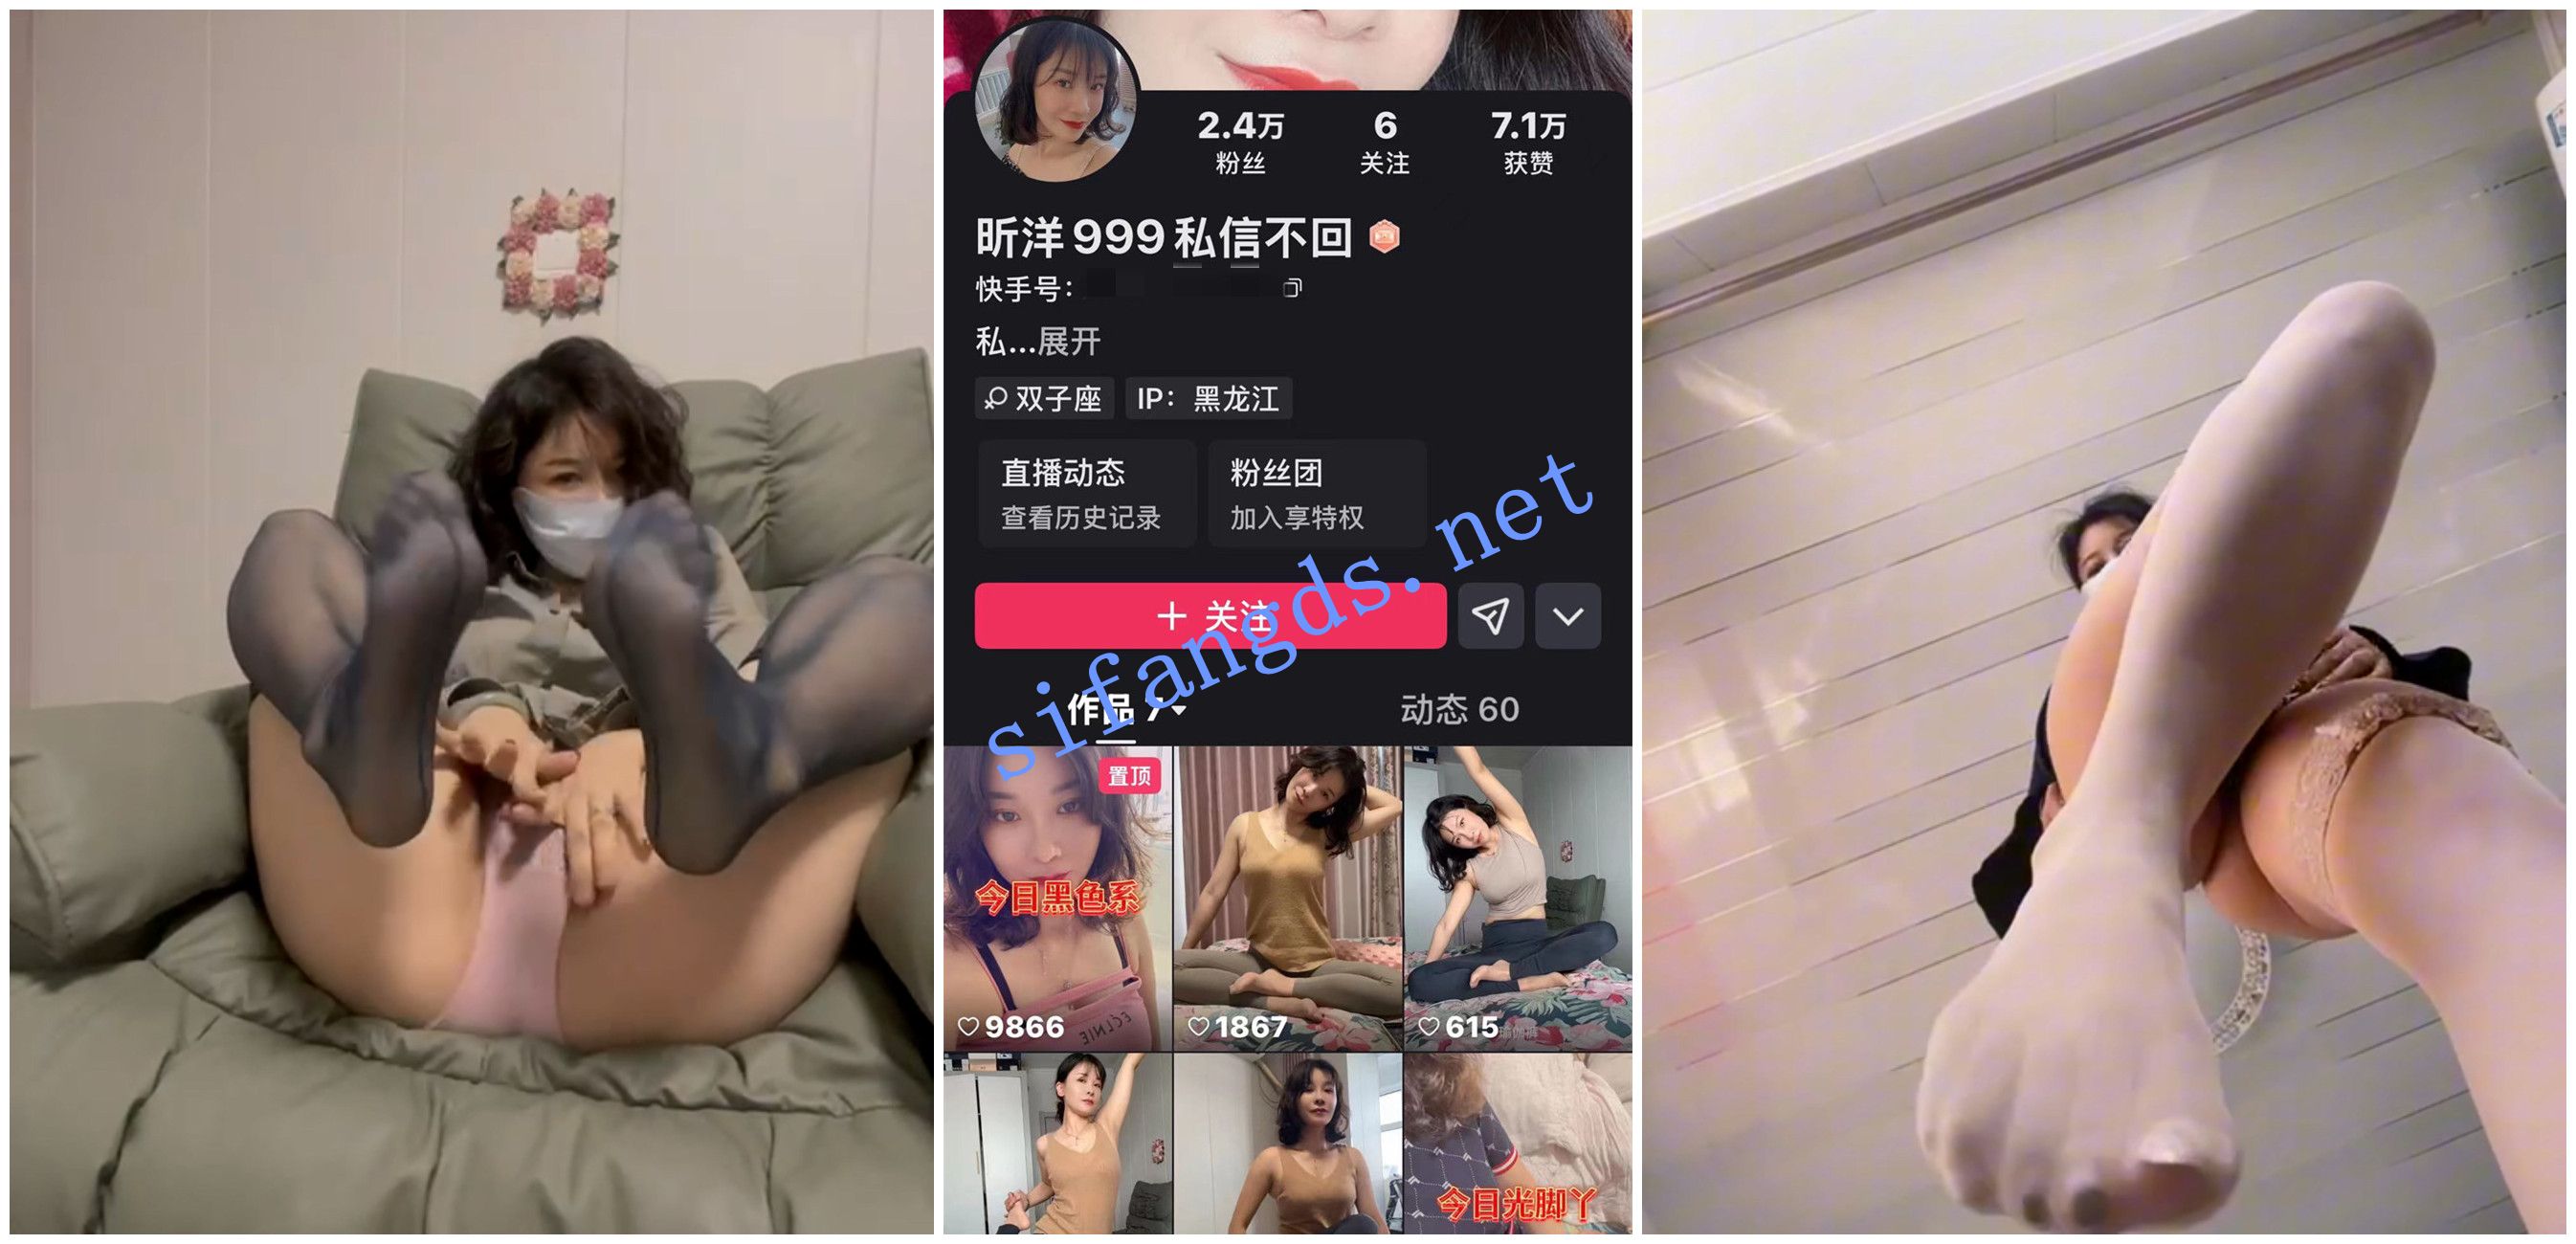 2.4万
粉丝
6
关注
7.1万
获赞
昕洋999私信不回
快手号：
私...展开
双子座
IP：黑龙江
直播动态
查看历史记录
粉丝团
加入享特权
sifangds.net
+ 关注
作品
动态 60
置顶
今日黑色系
9866
1867
615
今日光脚丫